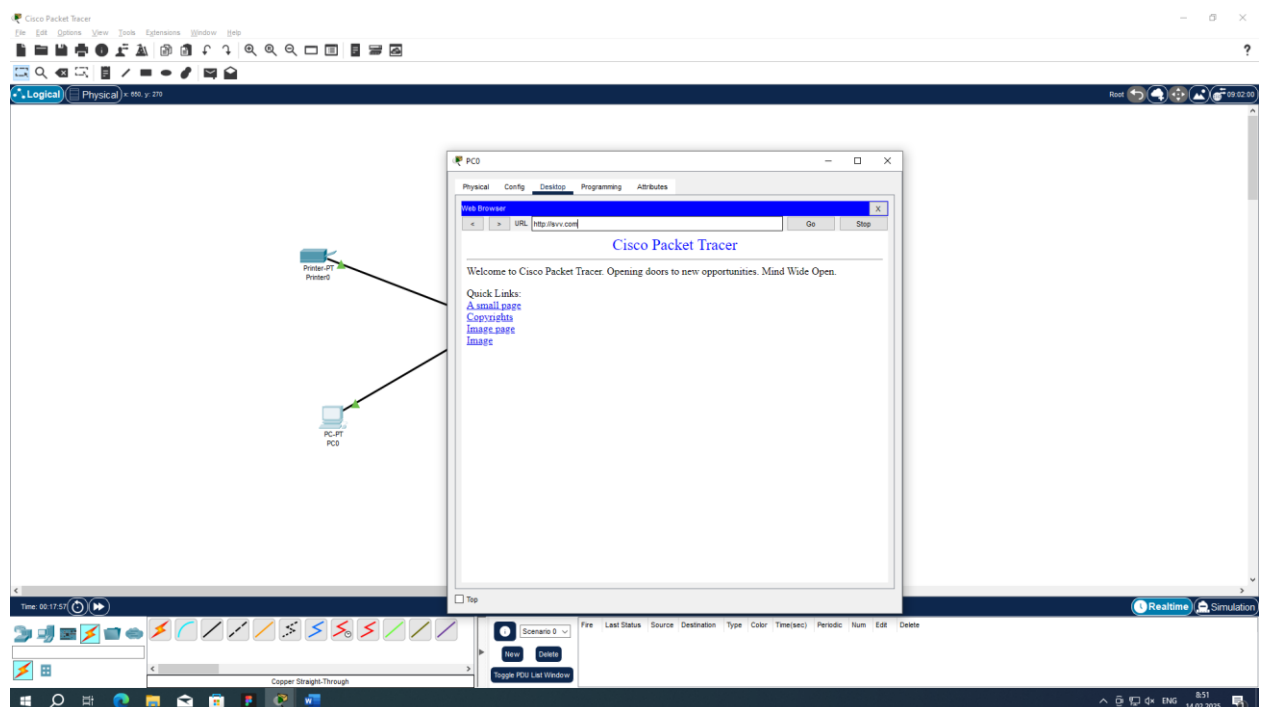 Cisco Packet Tracer
File Edit Options View Tools Extensions Window Help
?
Logical Physical x: 650, y: 270 Root 09:02:00
PC0
Physical Config Desktop Programming Attributes
Web Browser X
< > URL http://svv.com Go Stop
Cisco Packet Tracer
Welcome to Cisco Packet Tracer. Opening doors to new opportunities. Mind Wide Open.
Quick Links:
A small page
Copyrights
Image page
Image
Printer-PT
Printer0
PC-PT
PC0
Top
Time: 00:17:57 Realtime Simulation
Scenario 0 Fire Last Status Source Destination Type Color Time(sec) Periodic Num Edit Delete
New Delete
Toggle PDU List Window
Copper Straight-Through
ENG 8:51
14.02.2025